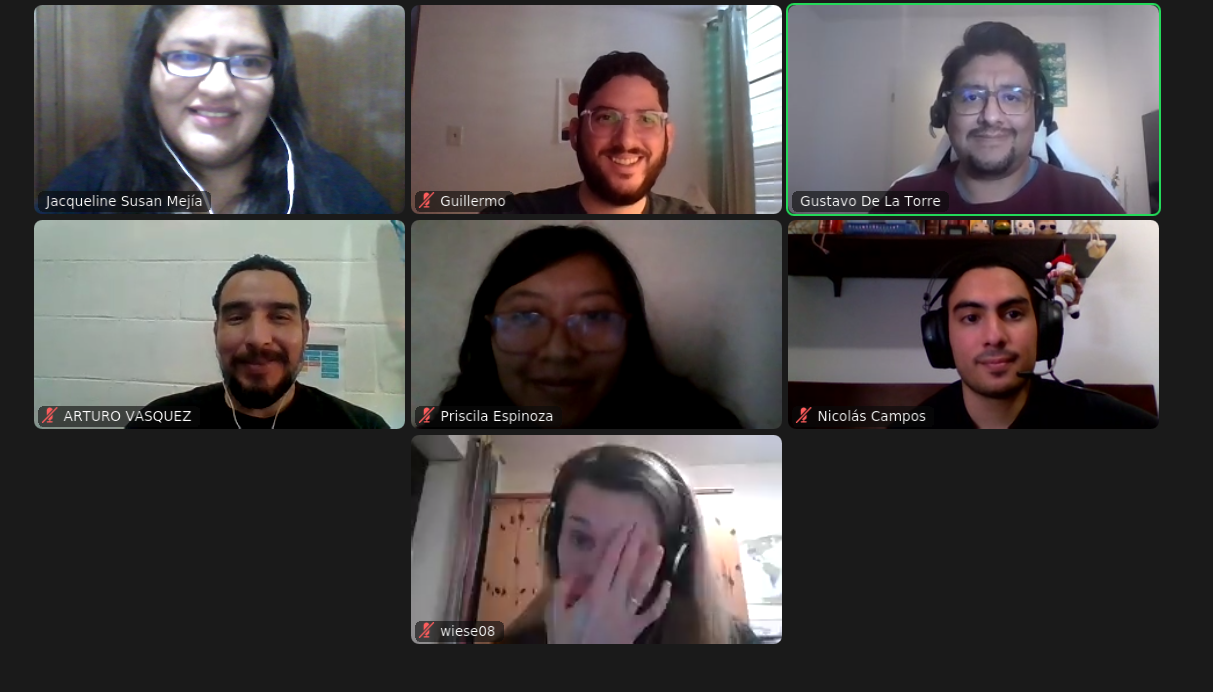 Jacqueline Susan Mejía
Guillermo
Gustavo De La Torre
ARTURO VASQUEZ
Priscila Espinoza
Nicolás Campos
wiese08